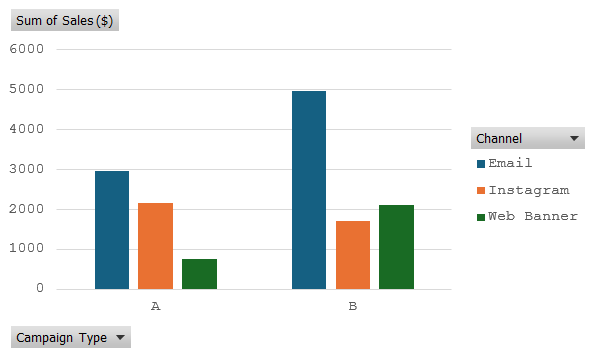 Sum of Sales ($)
6000
5000
4000
3000
2000
1000
0
A
B
Channel
Email
Instagram
Web Banner
Campaign Type